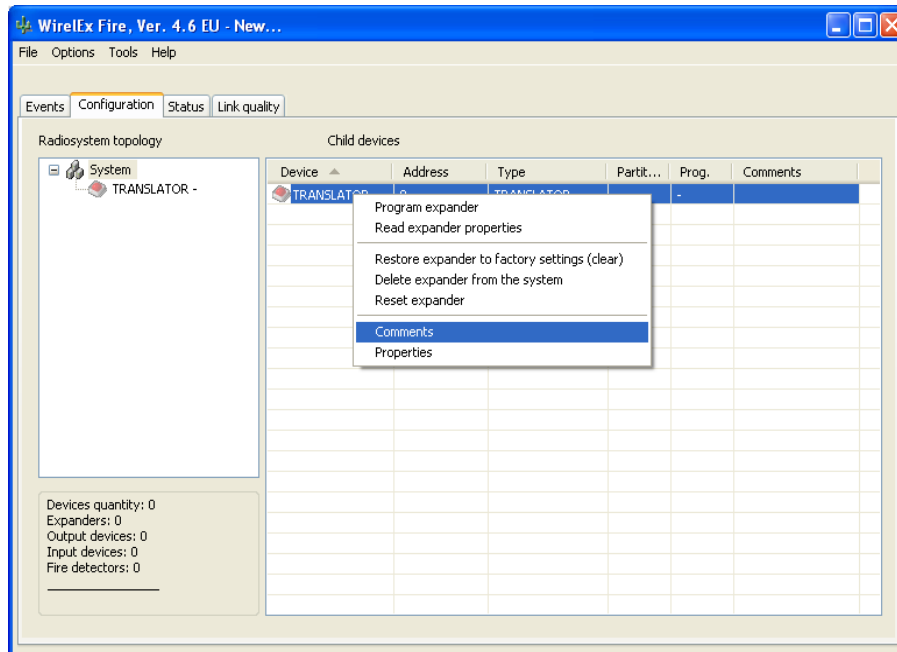 WirelEx Fire, Ver. 4.6 EU - New...
File Options Tools Help
Events Configuration Status Link quality
Radiosystem topology Child devices
System
TRANSLATOR -
Device Address Type Partit... Prog. Comments
TRANSLATOR 0 TRANSLATOR -
Program expander
Read expander properties
Restore expander to factory settings (clear)
Delete expander from the system
Reset expander
Comments
Properties
Devices quantity: 0
Expanders: 0
Output devices: 0
Input devices: 0
Fire detectors: 0